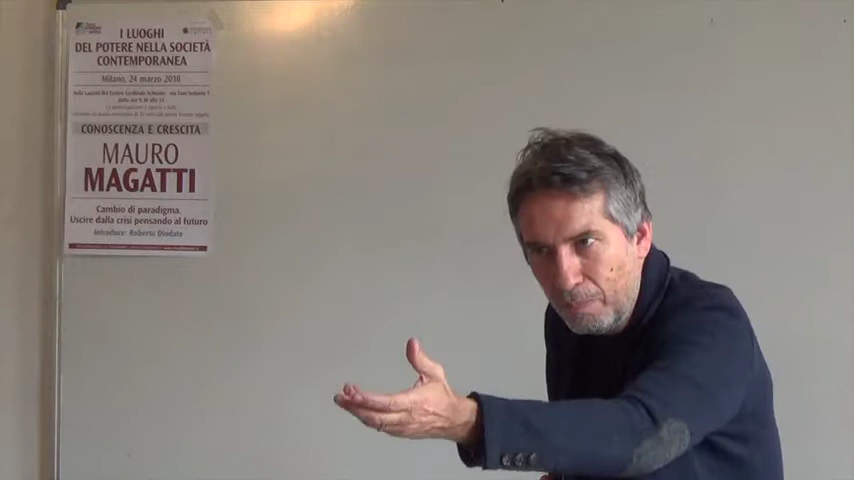 I LUOGHI
DEL POTERE NELLA SOCIETÀ
CONTEMPORANEA
Milano, 24 marzo 2018
CONOSCENZA E CRESCITA
MAURO
MAGATTI
Cambio di paradigma.
Uscire dalla crisi pensando al futuro
introduce: Roberto Diodato